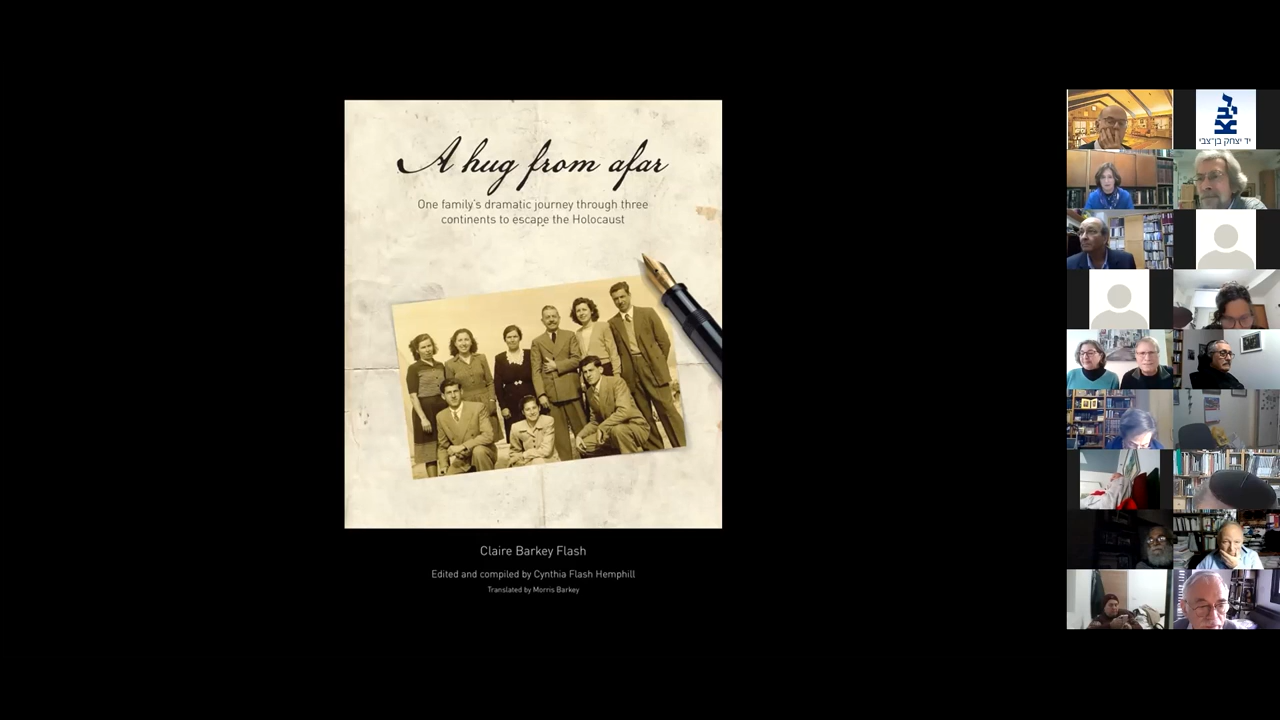 A hug from afar
One family's dramatic journey through three
continents to escape the Holocaust
Claire Barkey Flash
Edited and compiled by Cynthia Flash Hemphill
Translated by Morris Barkey
יד יצחק בן־צבי